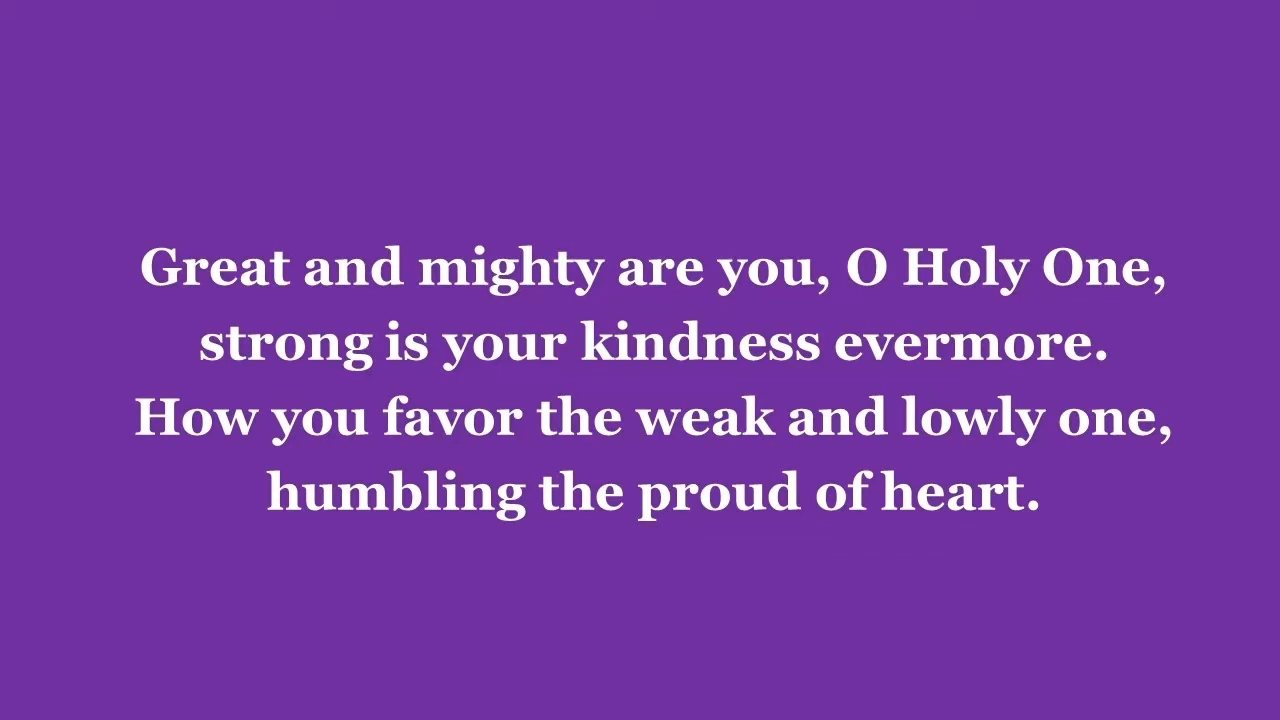 Great and mighty are you, O Holy One,
strong is your kindness evermore.
How you favor the weak and lowly one,
humbling the proud of heart.